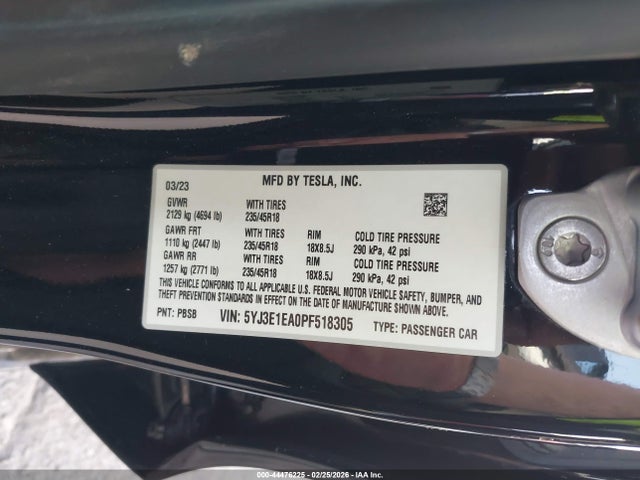 MFD BY TESLA, INC.
03/23
GVWR WITH TIRES
2129 kg (4694 lb) 235/45R18
GAWR FRT WITH TIRES RIM COLD TIRE PRESSURE
1110 kg (2447 lb) 235/45R18 18X8.5J 290 kPa, 42 psi
GAWR RR WITH TIRES RIM COLD TIRE PRESSURE
1257 kg (2771 lb) 235/45R18 18X8.5J 290 kPa, 42 psi
THIS VEHICLE CONFORMS TO ALL APPLICABLE U.S. FEDERAL MOTOR VEHICLE SAFETY, BUMPER, AND
THEFT PREVENTION STANDARDS IN EFFECT ON THE DATE OF MANUFACTURE SHOWN ABOVE.
PNT: PBSB VIN: 5YJ3E1EA0PF518305 TYPE: PASSENGER CAR
000-44476225 - 02/25/2026 - IAA Inc.